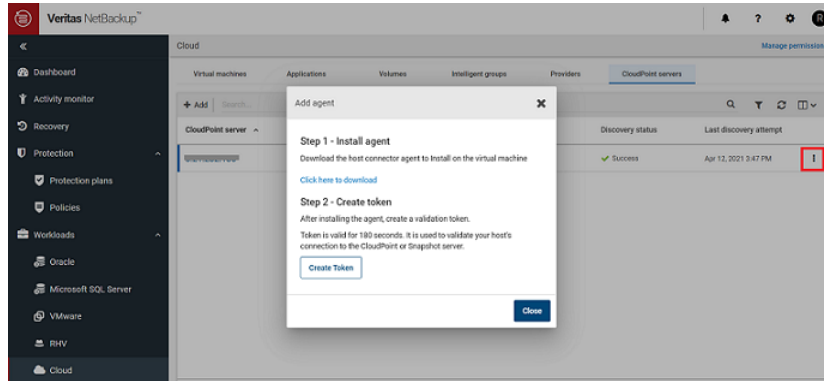 Veritas NetBackup™
Cloud
Manage permission
Dashboard
Activity monitor
Recovery
Protection
Protection plans
Policies
Workloads
Oracle
Microsoft SQL Server
VMware
RHV
Cloud
Virtual machines Applications Volumes Intelligent groups Providers CloudPoint servers
+ Add Search...
CloudPoint server Discovery status Last discovery attempt
Success Apr 12, 2021 3:47 PM
Add agent
Step 1 - Install agent
Download the host connector agent to Install on the virtual machine
Click here to download
Step 2 - Create token
After installing the agent, create a validation token.
Token is valid for 180 seconds. It is used to validate your host's
connection to the CloudPoint or Snapshot server.
Create Token
Close